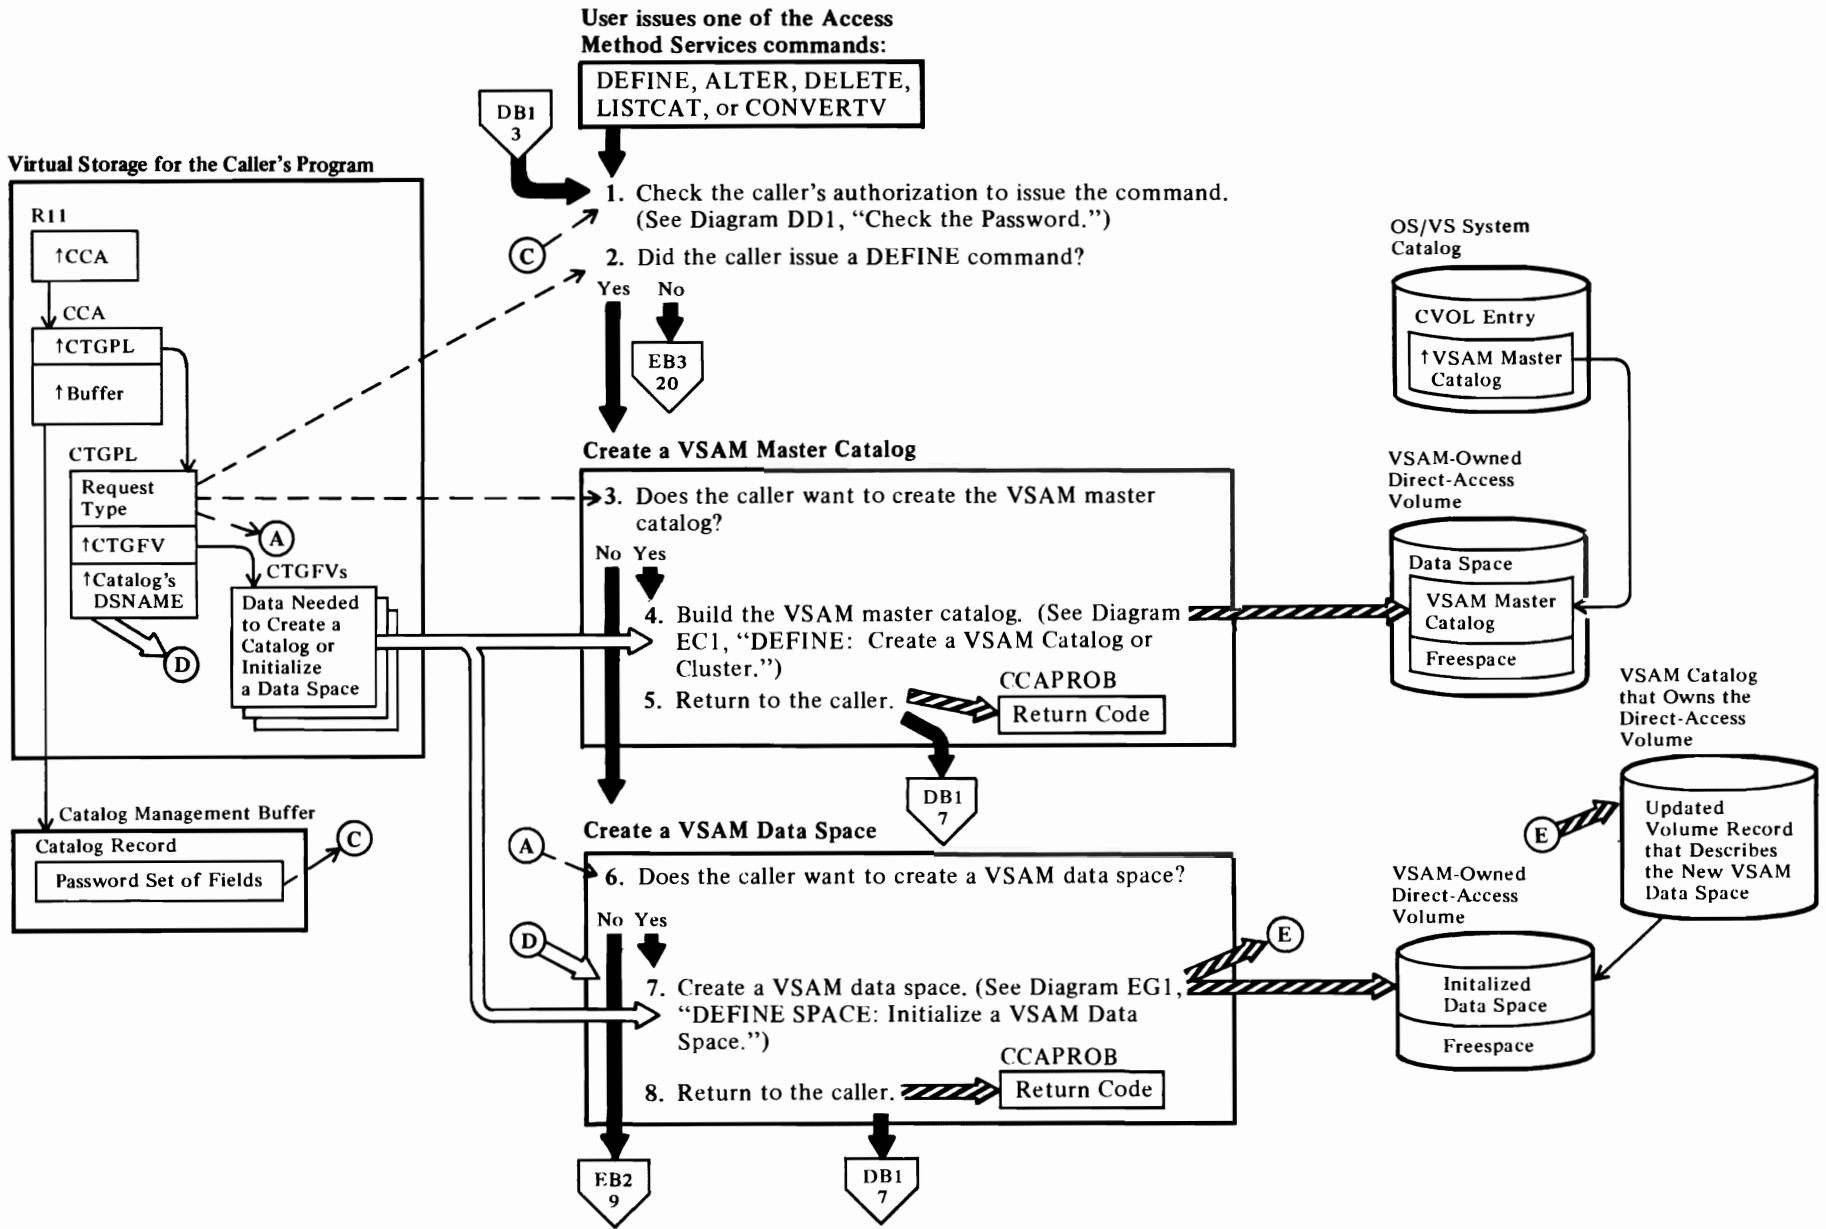 User issues one of the Access
Method Services commands:
DEFINE, ALTER, DELETE,
LISTCAT, or CONVERTV
DB1
3
Virtual Storage for the Caller's Program
R11
↑CCA
CCA
↑CTGPL
↑Buffer
CTGPL
Request
Type
↑CTGFV
↑Catalog's
DSNAME
A
D
CTGFVs
Data Needed
to Create a
Catalog or
Initialize
a Data Space
Catalog Management Buffer
Catalog Record
Password Set of Fields
C
1. Check the caller's authorization to issue the command.
(See Diagram DD1, “Check the Password.”)
C
2. Did the caller issue a DEFINE command?
Yes No
EB3
20
Create a VSAM Master Catalog
3. Does the caller want to create the VSAM master
catalog?
No Yes
4. Build the VSAM master catalog. (See Diagram
EC1, “DEFINE: Create a VSAM Catalog or
Cluster.”)
5. Return to the caller.
CCAPROB
Return Code
DB1
7
Create a VSAM Data Space
A
6. Does the caller want to create a VSAM data space?
No Yes
D
E
7. Create a VSAM data space. (See Diagram EG1,
“DEFINE SPACE: Initialize a VSAM Data
Space.”)
8. Return to the caller.
CCAPROB
Return Code
EB2
9
DB1
7
OS/VS System
Catalog
CVOL Entry
↑VSAM Master
Catalog
VSAM-Owned
Direct-Access
Volume
Data Space
VSAM Master
Catalog
Freespace
VSAM Catalog
that Owns the
Direct-Access
Volume
E
Updated
Volume Record
that Describes
the New VSAM
Data Space
VSAM-Owned
Direct-Access
Volume
Initalized
Data Space
Freespace